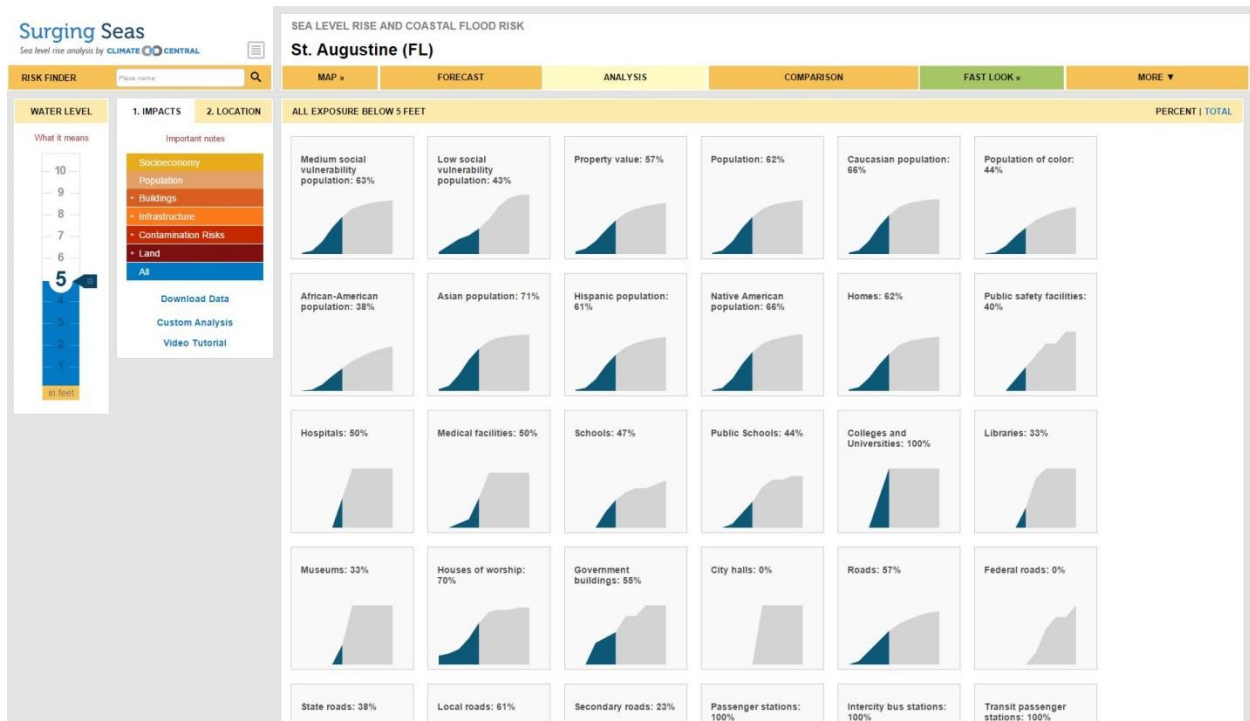 Surging Seas
Sea level rise analysis by CLIMATE CENTRAL
RISK FINDER
Place name
WATER LEVEL
What it means
10
9
8
7
6
5
4
3
2
1
in feet
1. IMPACTS
2. LOCATION
Important notes
Socioeconomy
Population
+ Buildings
+ Infrastructure
+ Contamination Risks
+ Land
All
Download Data
Custom Analysis
Video Tutorial
SEA LEVEL RISE AND COASTAL FLOOD RISK
St. Augustine (FL)
MAP »
FORECAST
ANALYSIS
COMPARISON
FAST LOOK »
MORE ▼
ALL EXPOSURE BELOW 5 FEET
PERCENT | TOTAL
Medium social
vulnerability
population: 63%
Low social
vulnerability
population: 43%
Property value: 57%
Population: 62%
Caucasian population:
66%
Population of color:
44%
African-American
population: 38%
Asian population: 71%
Hispanic population:
61%
Native American
population: 66%
Homes: 62%
Public safety facilities:
40%
Hospitals: 50%
Medical facilities: 50%
Schools: 47%
Public Schools: 44%
Colleges and
Universities: 100%
Libraries: 33%
Museums: 33%
Houses of worship:
70%
Government
buildings: 55%
City halls: 0%
Roads: 57%
Federal roads: 0%
State roads: 38%
Local roads: 61%
Secondary roads: 23%
Passenger stations:
100%
Intercity bus stations:
100%
Transit passenger
stations: 100%